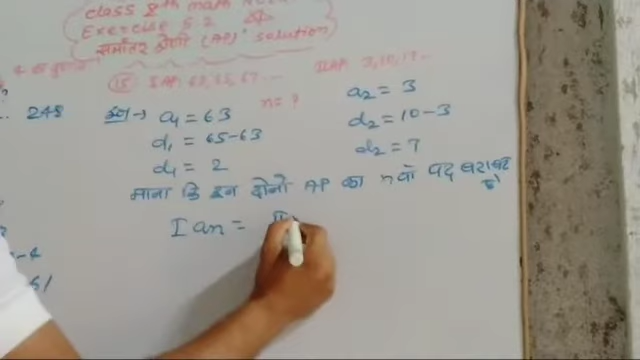 class 8th math
Exercise 5.2
समांतर श्रेणी (AP) solution
(15) I AP 63, 65, 67... II AP 3, 10, 17...
248
हल → a₁ = 63 n = ? a₂ = 3
d₁ = 65-63 d₂ = 10-3
d₁ = 2 d₂ = 7
माना कि इन दोनों AP का nवाँ पद बराबर है
I an = II